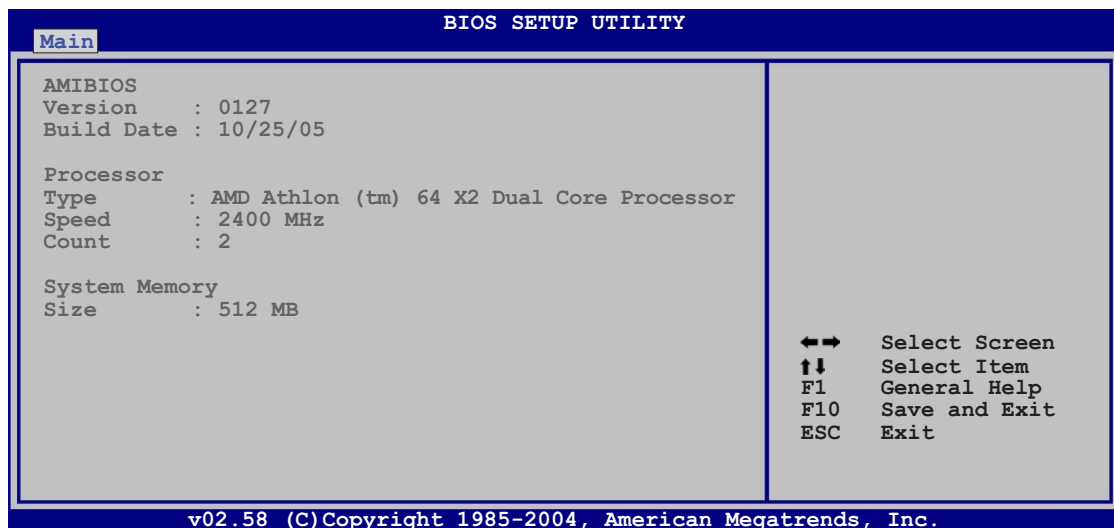 BIOS SETUP UTILITY
Main
AMIBIOS
Version : 0127
Build Date : 10/25/05
Processor
Type : AMD Athlon (tm) 64 X2 Dual Core Processor
Speed : 2400 MHz
Count : 2
System Memory
Size : 512 MB
←→ Select Screen
↑↓ Select Item
F1 General Help
F10 Save and Exit
ESC Exit
v02.58 (C)Copyright 1985-2004, American Megatrends, Inc.